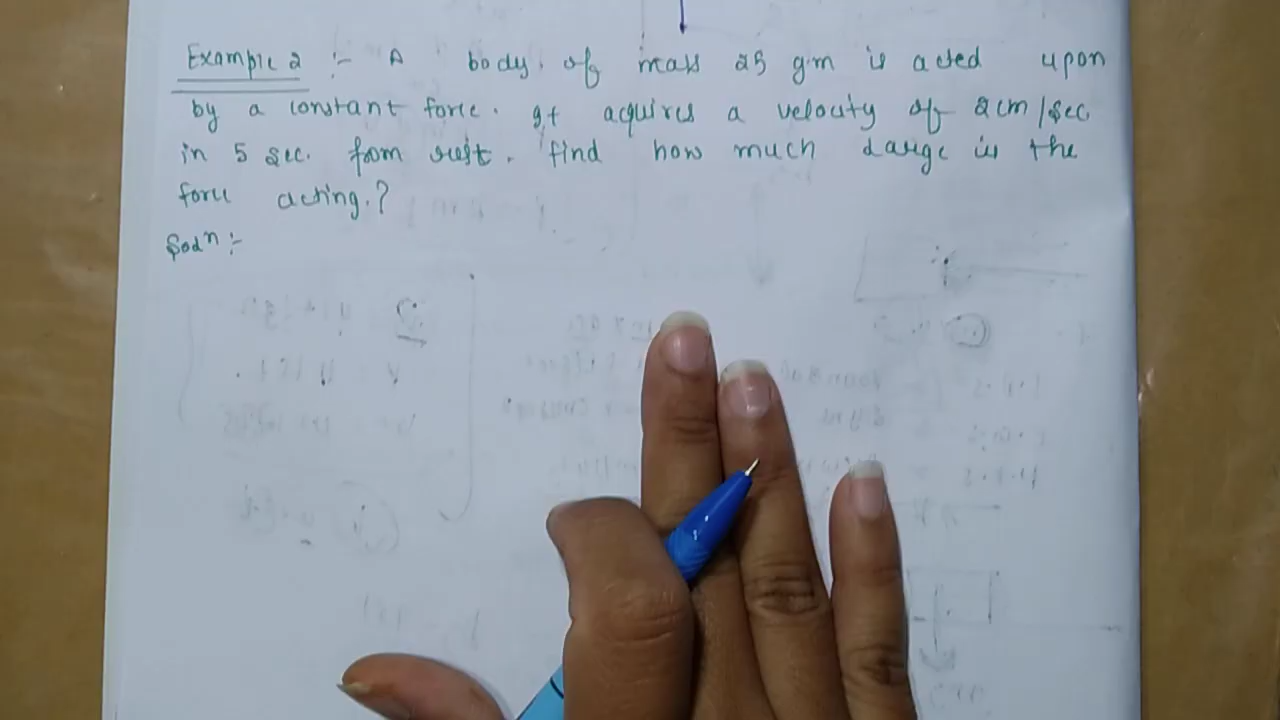 Example 2 :- A body of mass 25 gm is acted upon
by a constant force. It acquires a velocity of 2cm/sec
in 5 sec. from rest. find how much large is the
force acting.?
Solⁿ :-